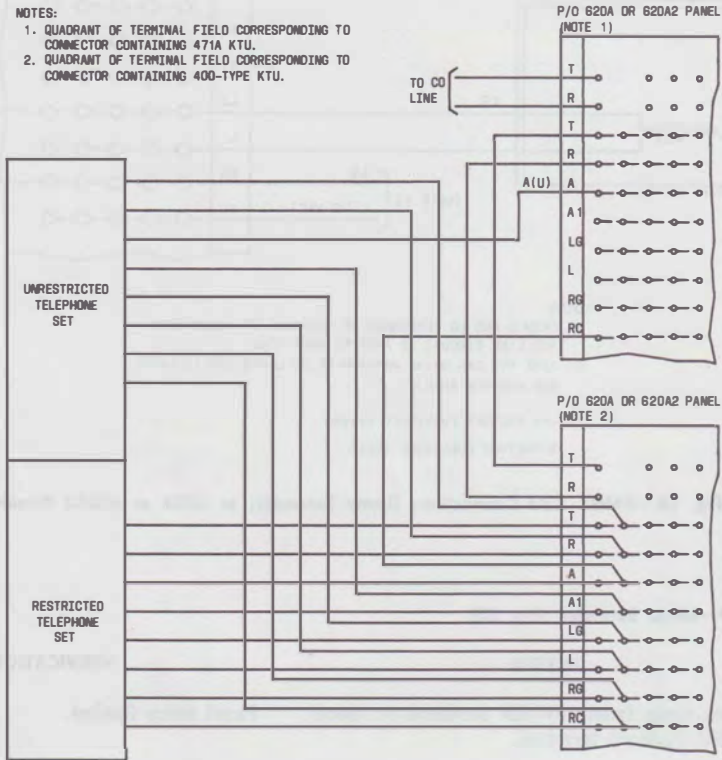 NOTES:
1. QUADRANT OF TERMINAL FIELD CORRESPONDING TO
CONNECTOR CONTAINING 471A KTU.
2. QUADRANT OF TERMINAL FIELD CORRESPONDING TO
CONNECTOR CONTAINING 400-TYPE KTU.
P/O 620A OR 620A2 PANEL
(NOTE 1)
TO CO
LINE
T
R
T
R
A(U) A
A1
LG
L
RG
RC
UNRESTRICTED
TELEPHONE
SET
P/O 620A OR 620A2 PANEL
(NOTE 2)
T
R
T
R
A
A1
LG
L
RG
RC
RESTRICTED
TELEPHONE
SET